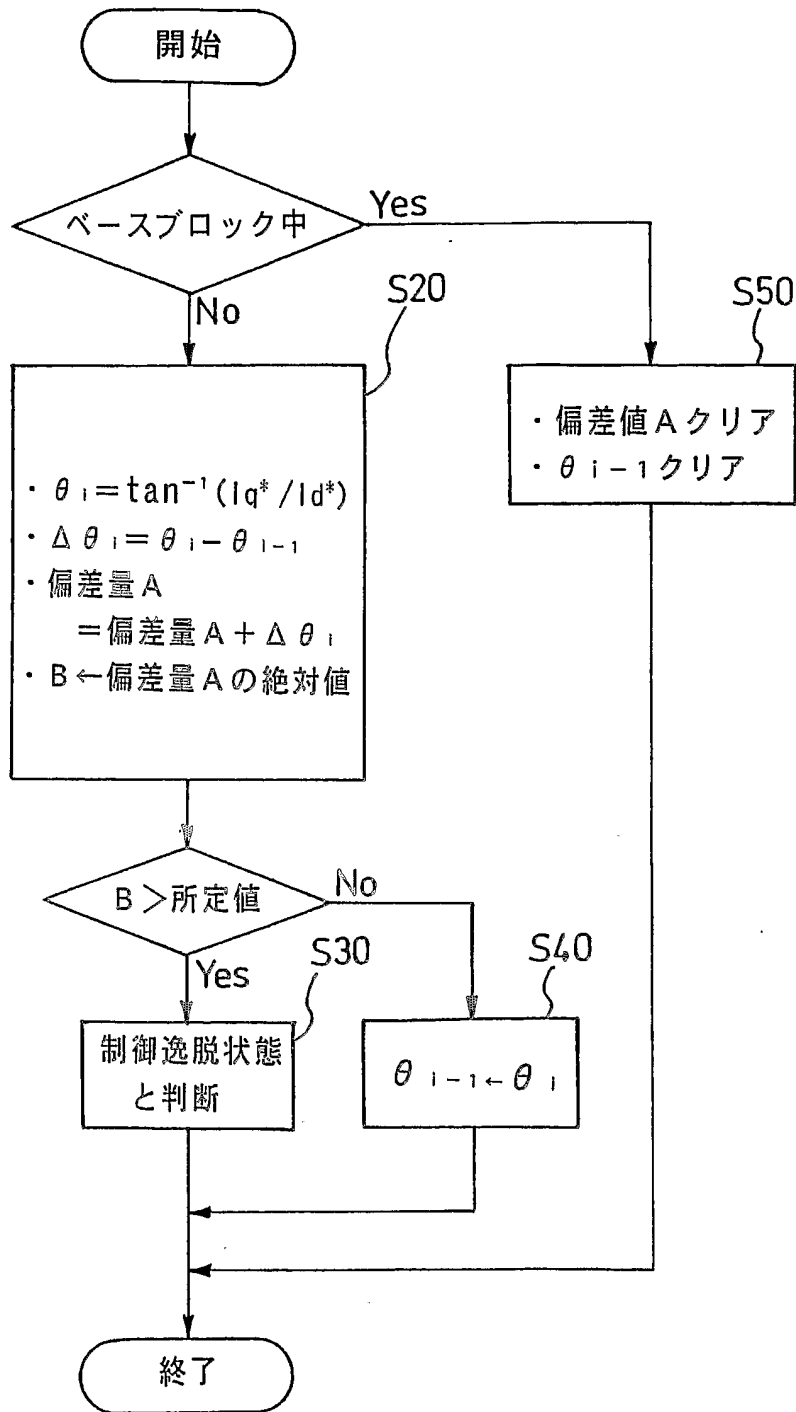 開始
ベースブロック中
Yes
No
S20
S50
・θi=tan⁻¹(Iq*/Id*)
・Δθi=θi−θi-1
・偏差量A
=偏差量A+Δθi
・B←偏差量Aの絶対値
・偏差値Aクリア
・θi-1クリア
B>所定値
No
Yes
S30
S40
制御逸脱状態
と判断
θi-1←θi
終了